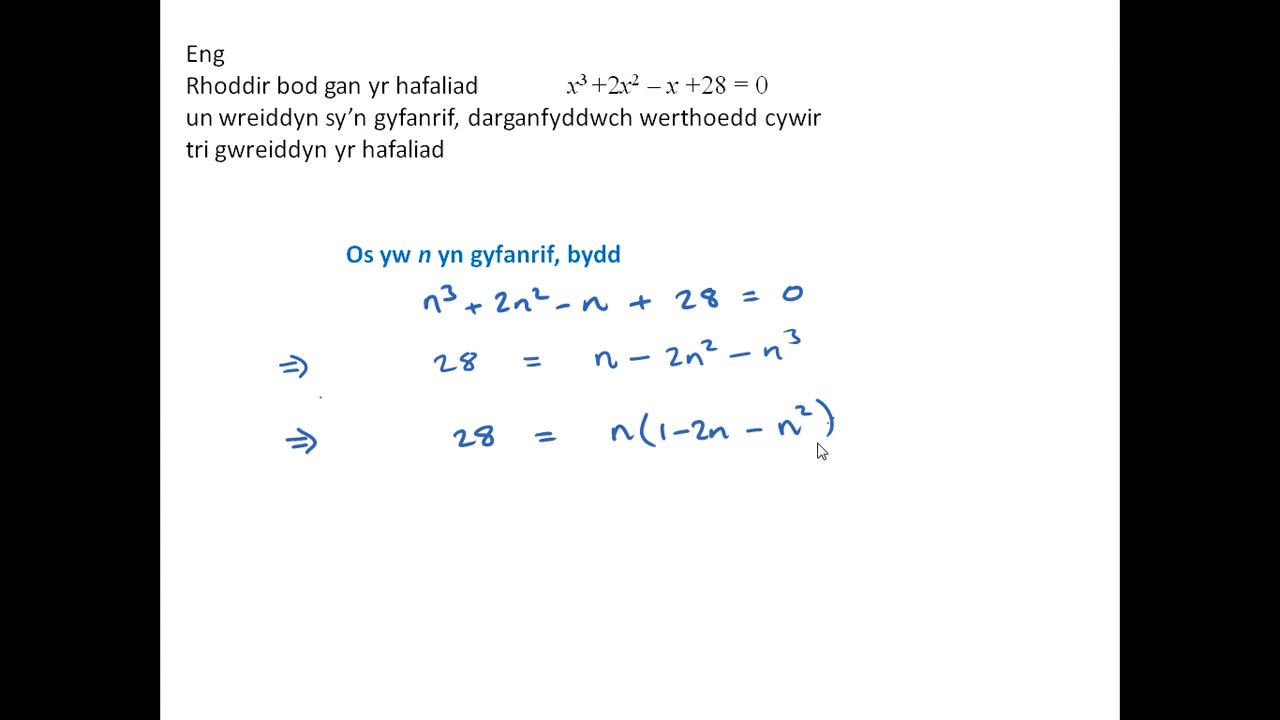 Eng
Rhoddir bod gan yr hafaliad x³ +2x² – x +28 = 0
un wreiddyn sy’n gyfanrif, darganfyddwch werthoedd cywir
tri gwreiddyn yr hafaliad
Os yw n yn gyfanrif, bydd
n³ + 2n² - n + 28 = 0
⇒ 28 = n - 2n² - n³
⇒ 28 = n(1-2n - n²)